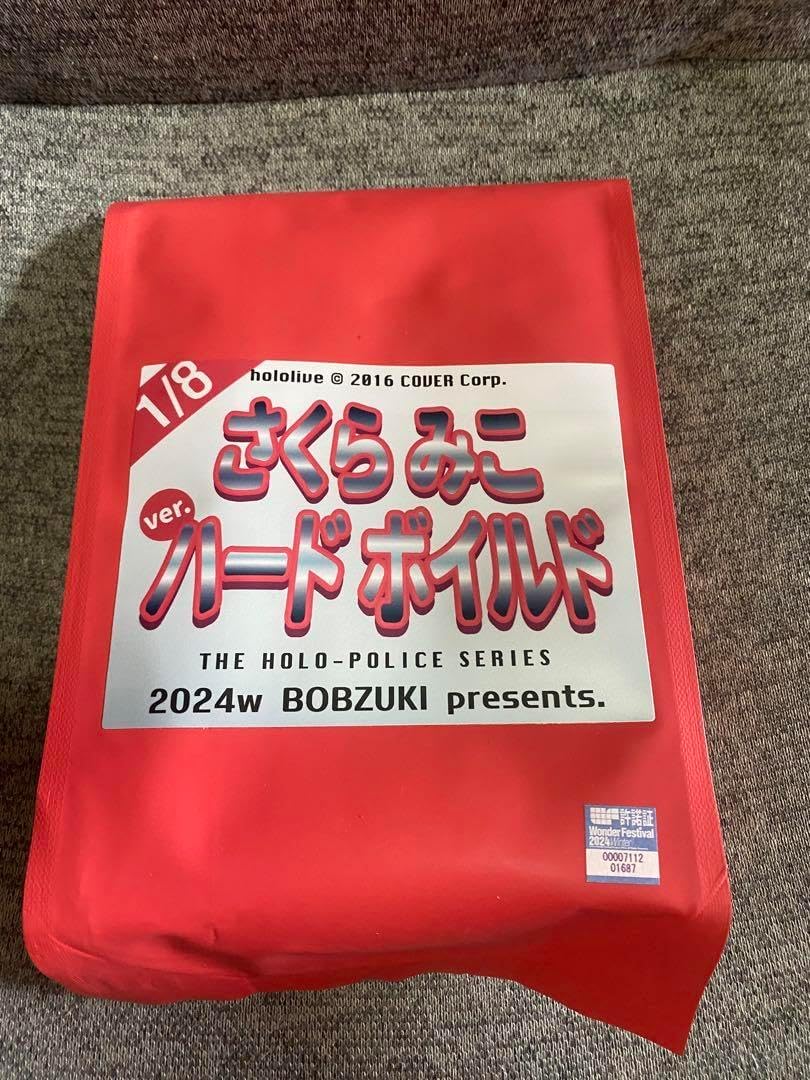 1/8
hololive © 2016 COVER Corp.
さくらみこ
ver.
ハードボイルド
THE HOLO-POLICE SERIES
2024w BOBZUKI presents.
WF 許諾証
Wonder Festival
2024 Winter
00007112
01687